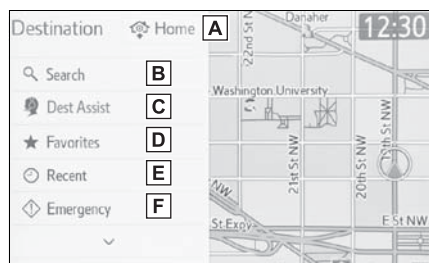 Destination Home A
Search B
Dest Assist C
Favorites D
Recent E
Emergency F
Danaher
12:30
22nd St N
Washington University
21st St NW
20th St NW
19th St NW
NW
St Expy
E St NW